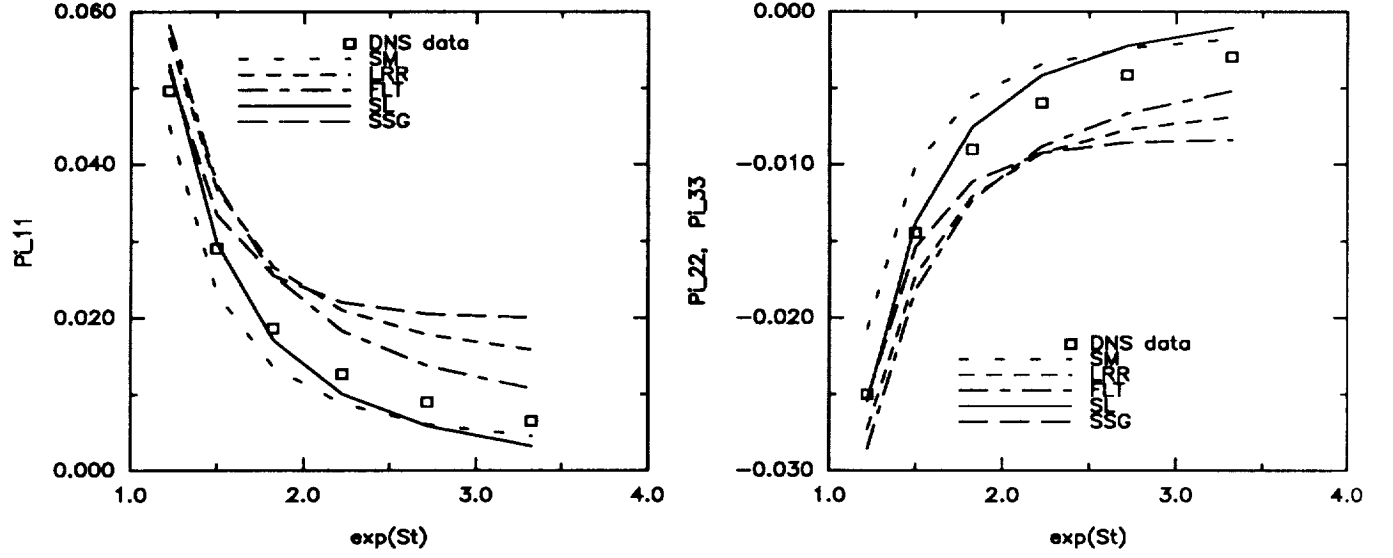 0.060
0.040
0.020
0.000
Pi_11
1.0
2.0
3.0
4.0
exp(St)
DNS data
SM
LRR
FLT
SL
SSG
0.000
−0.010
−0.020
−0.030
Pi_22, Pi_33
1.0
2.0
3.0
4.0
exp(St)
DNS data
SM
LRR
FLT
SL
SSG